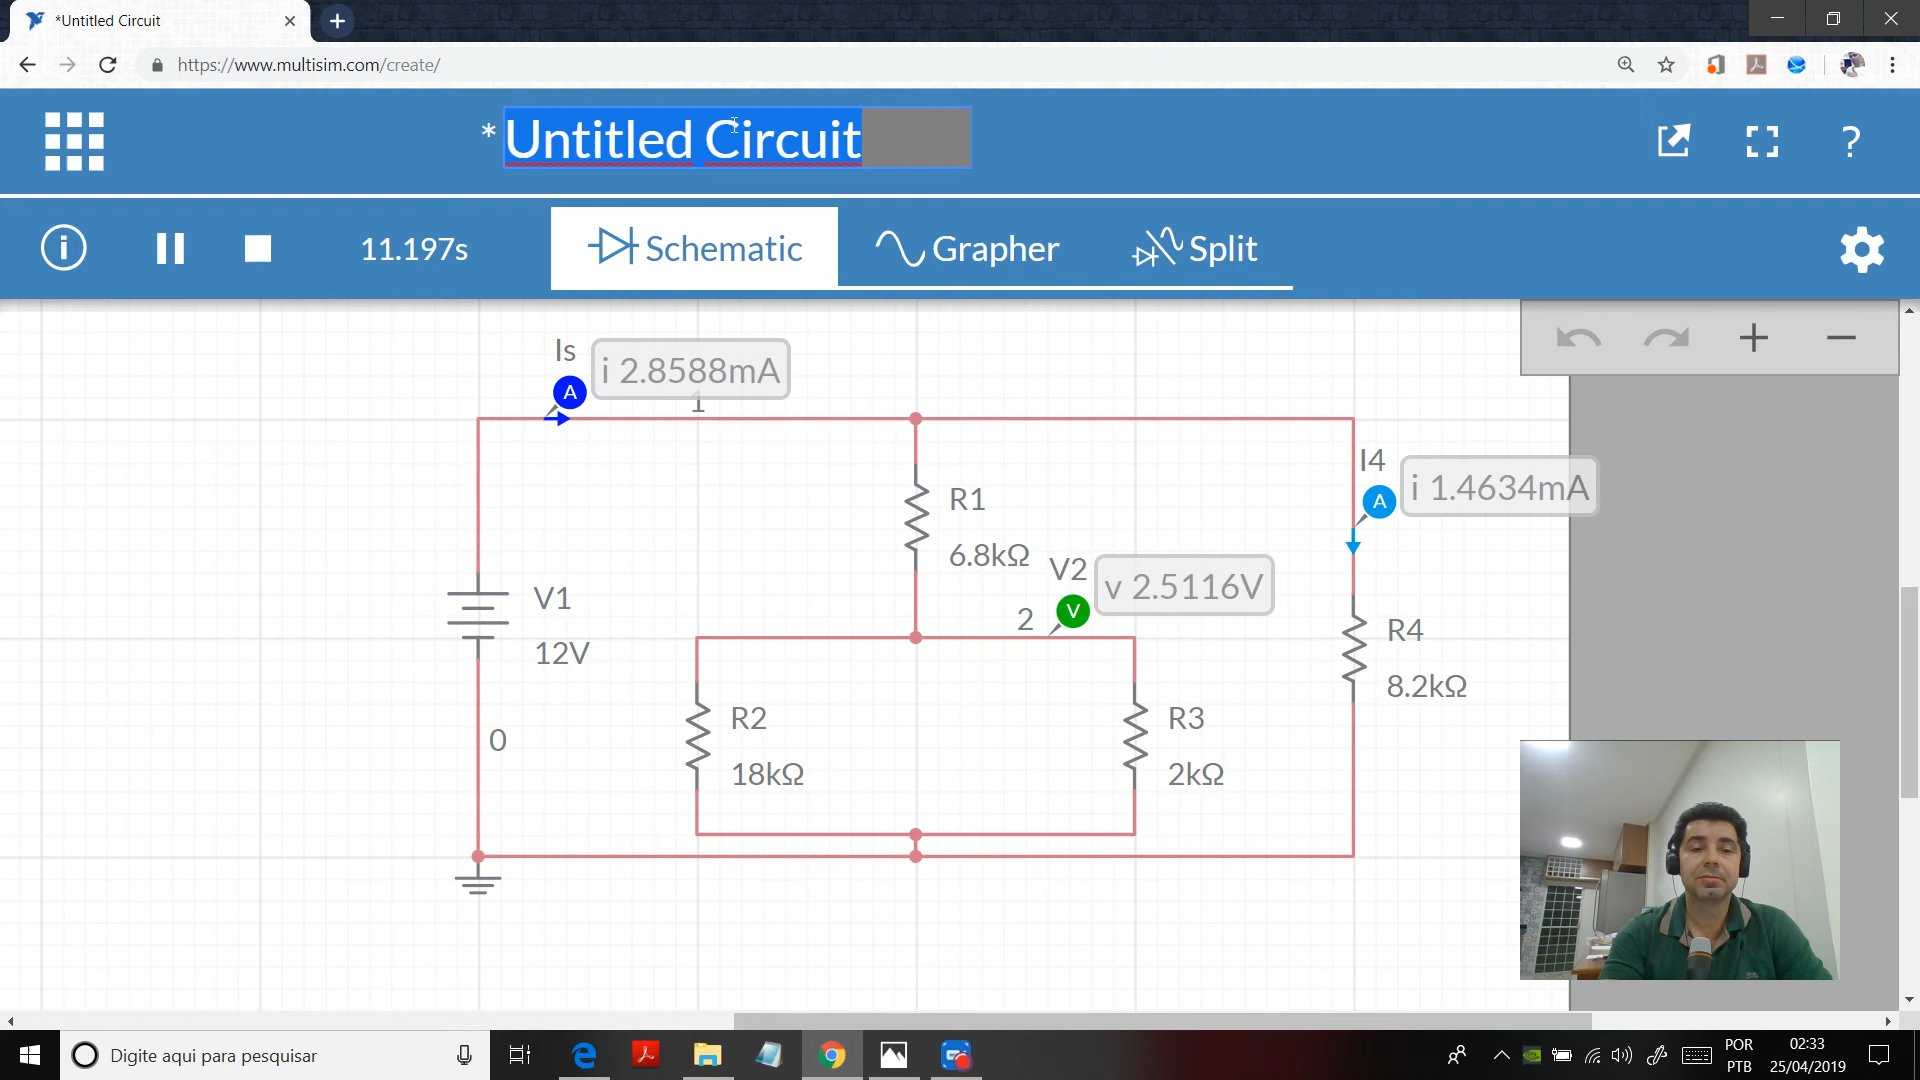 *Untitled Circuit
https://www.multisim.com/create/
* Untitled Circuit
?
i
11.197s
Schematic
Grapher
Split
Is
i 2.8588mA
A
1
I4
i 1.4634mA
A
R1
6.8kΩ
V2
v 2.5116V
V
2
V1
12V
R4
8.2kΩ
0
R2
18kΩ
R3
2kΩ
Digite aqui para pesquisar
POR
PTB
02:33
25/04/2019